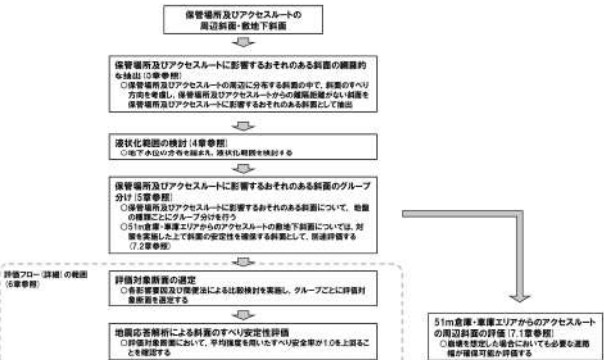 保管場所及びアクセスルートの
周辺斜面・敷地下斜面
保管場所及びアクセスルートに影響するおそれのある斜面の網羅的
な抽出(3章参照)
○保管場所及びアクセスルートの周辺に分布する斜面の中で、斜面のすべり
方向を考慮し、保管場所及びアクセスルートからの離隔距離がない斜面を
保管場所及びアクセスルートに影響するおそれのある斜面として抽出
液状化範囲の検討(4章参照)
○地下水位の分布を踏まえ、液状化範囲を検討する
保管場所及びアクセスルートに影響するおそれのある斜面のグループ
分け(5章参照)
○保管場所及びアクセスルートに影響するおそれのある斜面について、地盤
の種類ごとにグループ分けを行う
○51m倉庫・車庫エリアからのアクセスルートの敷地下斜面については、対
策を実施した上で斜面の安定性を確保する斜面として、別途評価する
(7.2章参照)
評価フロー(詳細)の範囲
(6章参照)
評価対象断面の選定
○各影響要因及び簡便法による比較検討を実施し、グループごとに評価対
象断面を選定する
地震応答解析による斜面のすべり安定性評価
○評価対象断面において、平均強度を用いたすべり安全率が1.0を上回るこ
とを確認する
51m倉庫・車庫エリアからのアクセスルート
の周辺斜面の評価(7.1章参照)
○崩壊を想定した場合においても必要な道路
幅が確保可能か評価する